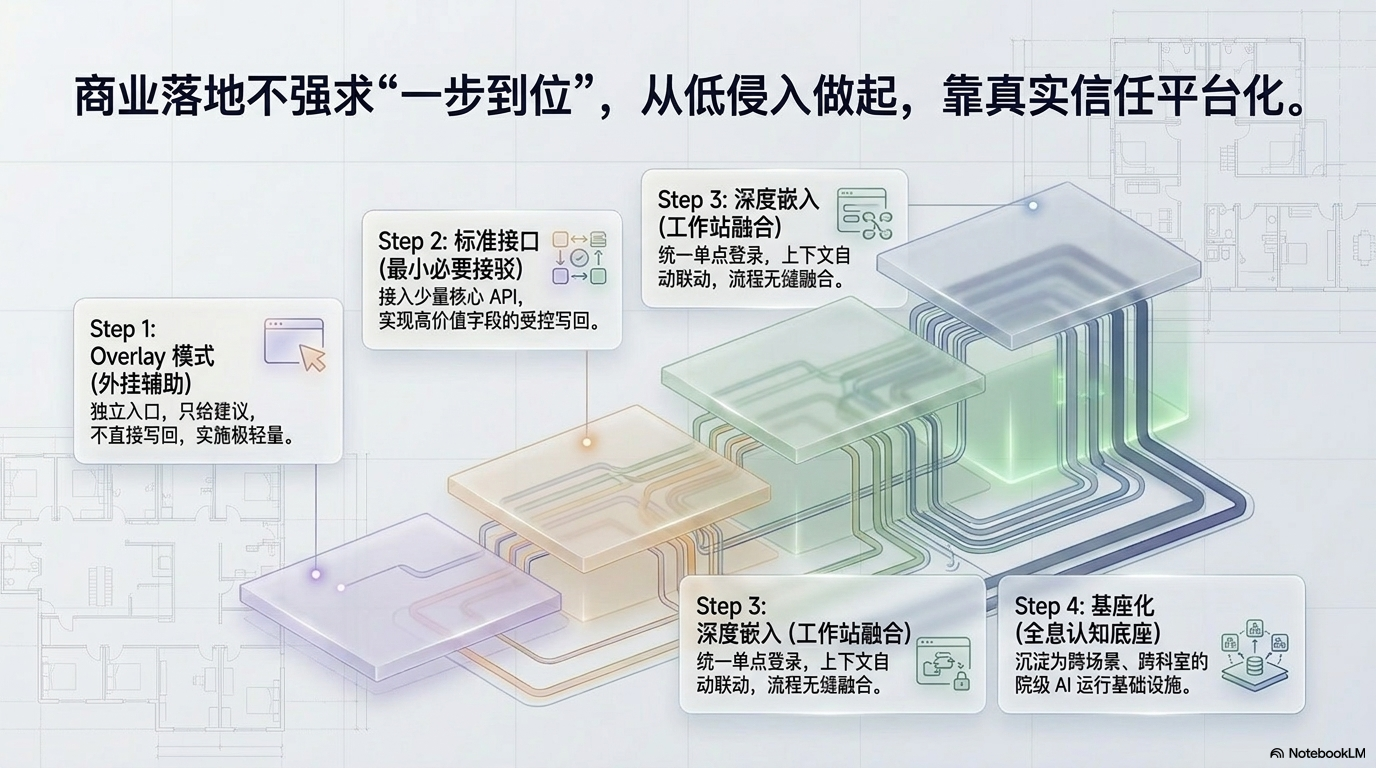 商业落地不强求“一步到位”，从低侵入做起，靠真实信任平台化。
Step 1:
Overlay 模式
(外挂辅助)
独立入口，只给建议，
不直接写回，实施极轻量。
Step 2: 标准接口
(最小必要接驳)
接入少量核心 API，
实现高价值字段的受控写回。
Step 3: 深度嵌入
(工作站融合)
统一单点登录，上下文自
动联动，流程无缝融合。
Step 3:
深度嵌入 (工作站融合)
统一单点登录，上下文自
动联动，流程无缝融合。
Step 4: 基座化
(全息认知底座)
沉淀为跨场景、跨科室的
院级 AI 运行基础设施。
NotebookLM